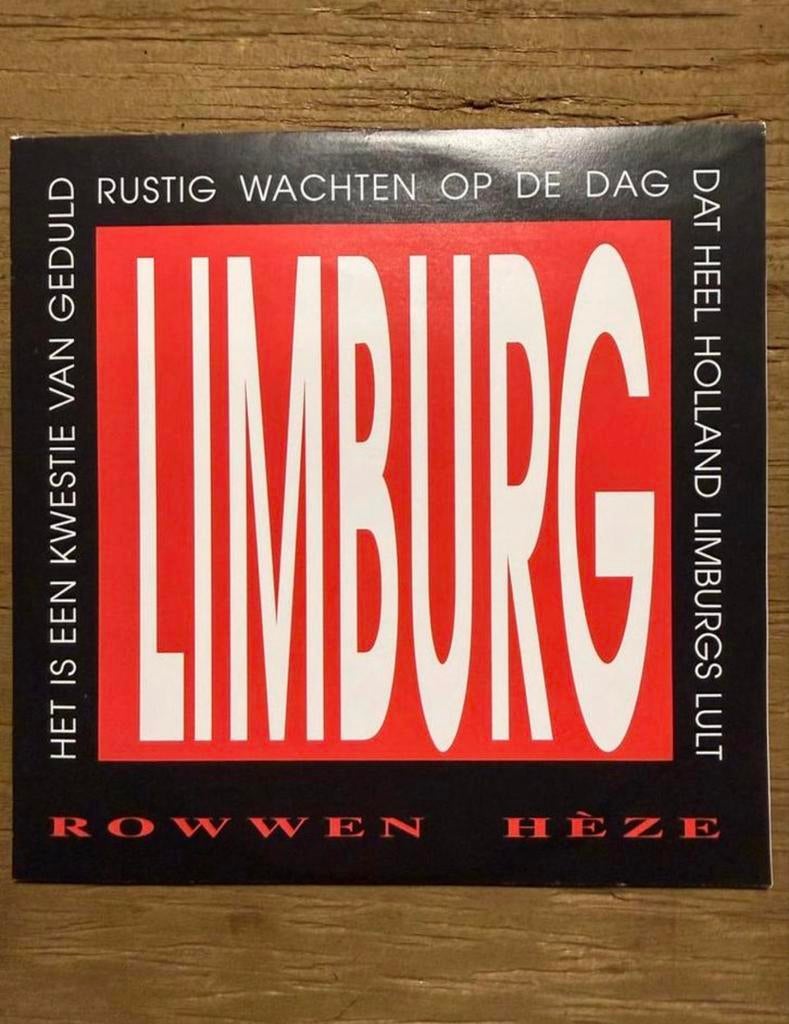 HET IS EEN KWESTIE VAN GEDULD
RUSTIG WACHTEN OP DE DAG
DAT HEEL HOLLAND LIMBURGS LULT
LIMBURG
ROWWEN HÈZE